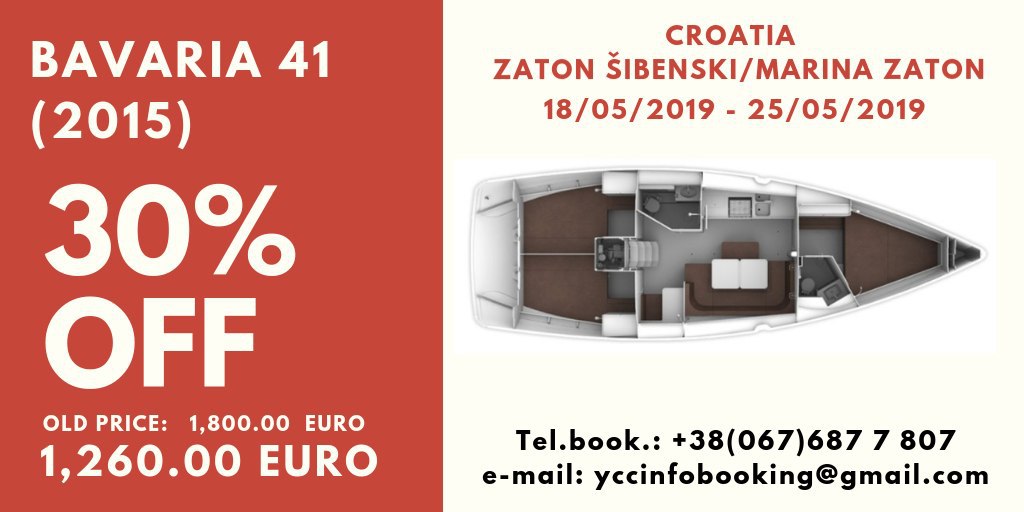 BAVARIA 41
(2015)
30%
OFF
OLD PRICE: 1,800.00 EURO
1,260.00 EURO
CROATIA
ZATON ŠIBENSKI/MARINA ZATON
18/05/2019 - 25/05/2019
Tel.book.: +38(067)687 7 807
e-mail: yccinfobooking@gmail.com